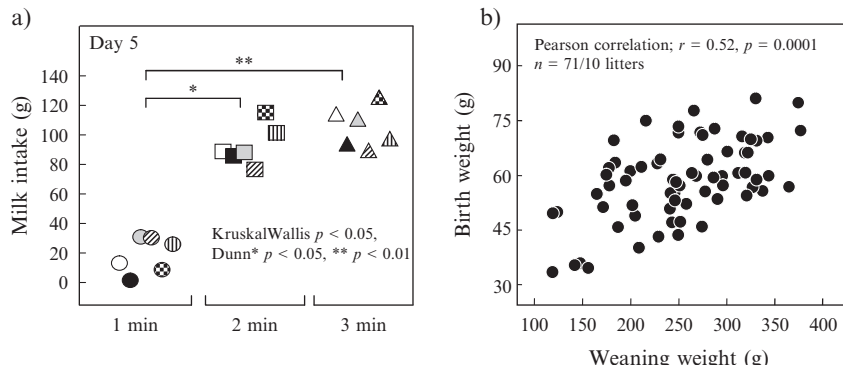 a)
Day 5
**
*
140
120
100
80
60
40
20
0
Milk intake (g)
KruskalWallis p < 0.05,
Dunn* p < 0.05, ** p < 0.01
1 min 2 min 3 min
b)
Pearson correlation; r = 0.52, p = 0.0001
n = 71/10 litters
90
75
60
45
30
Birth weight (g)
100 150 200 250 300 350 400
Weaning weight (g)